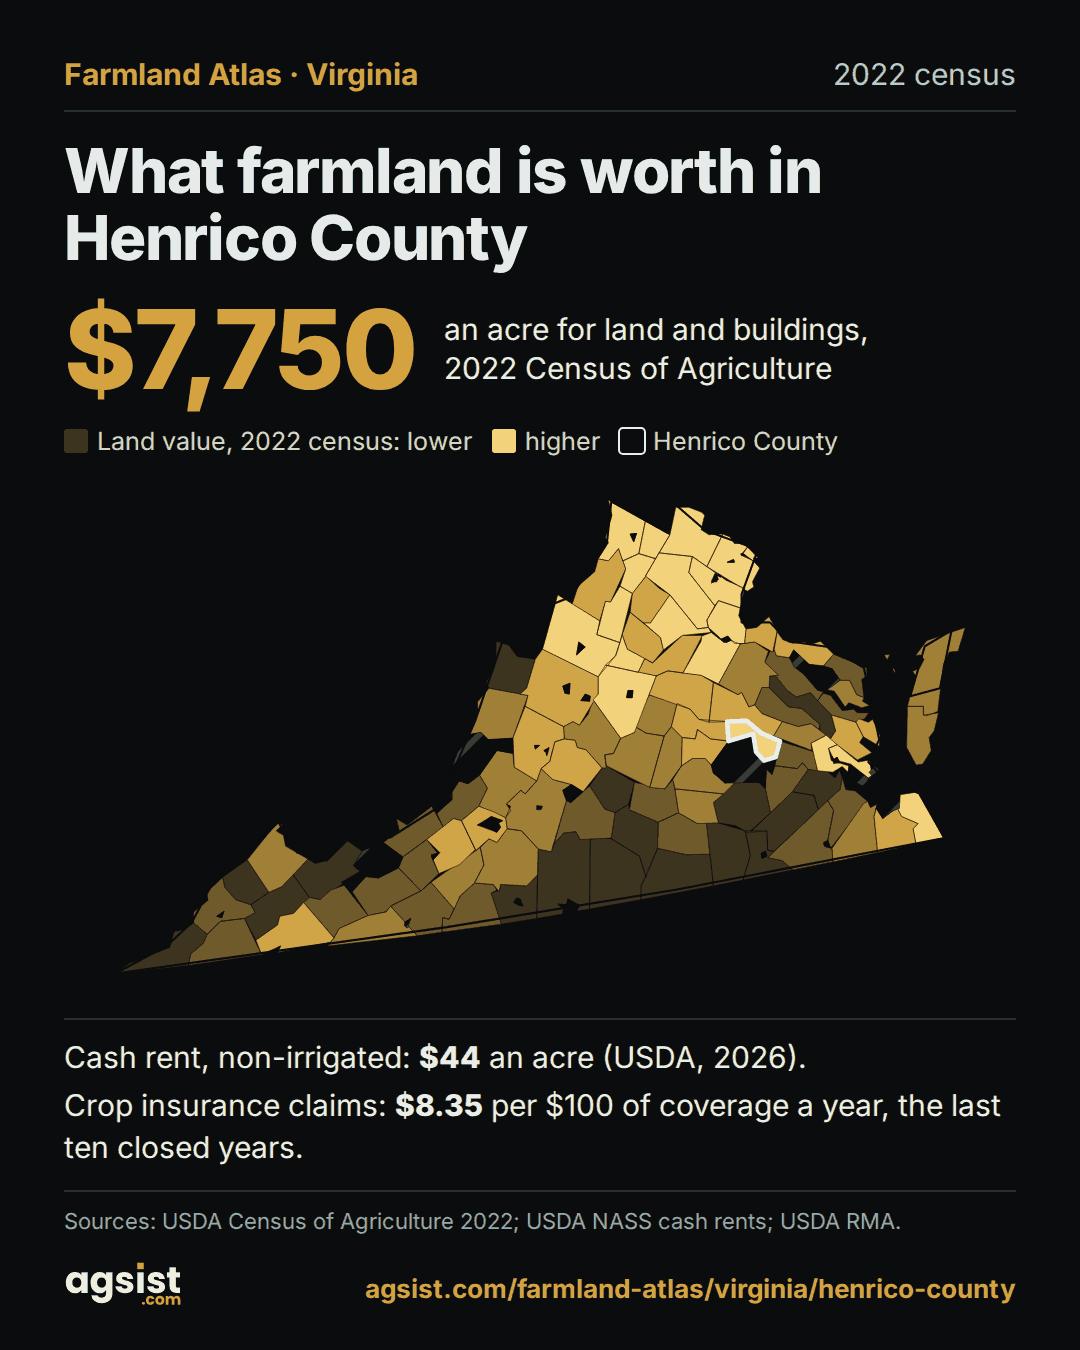 Farmland Atlas · Virginia
2022 census
What farmland is worth in
Henrico County
$7,750
an acre for land and buildings,
2022 Census of Agriculture
Land value, 2022 census: lower
higher
Henrico County
Cash rent, non-irrigated: $44 an acre (USDA, 2026).
Crop insurance claims: $8.35 per $100 of coverage a year, the last
ten closed years.
Sources: USDA Census of Agriculture 2022; USDA NASS cash rents; USDA RMA.
agsist
.com
agsist.com/farmland-atlas/virginia/henrico-county